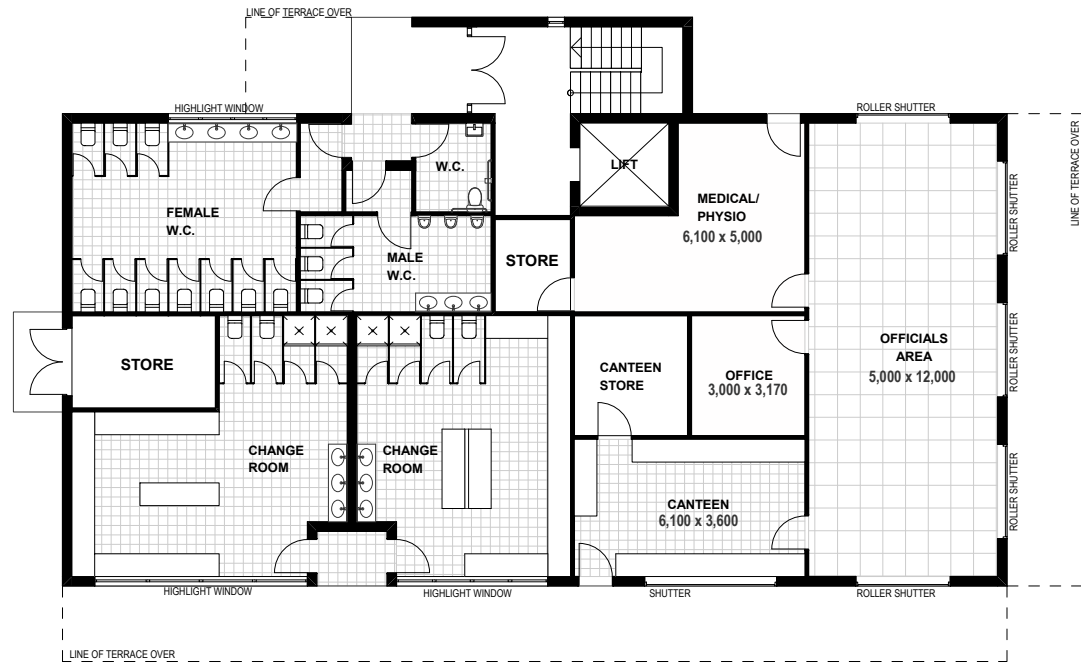 LINE OF TERRACE OVER
HIGHLIGHT WINDOW
ROLLER SHUTTER
LINE OF TERRACE OVER
W.C.
LIFT
ROLLER SHUTTER
MEDICAL/
PHYSIO
6,100 x 5,000
FEMALE
W.C.
MALE
W.C.
STORE
STORE
CANTEEN
STORE
OFFICE
3,000 x 3,170
OFFICIALS
AREA
5,000 x 12,000
ROLLER SHUTTER
CHANGE
ROOM
CHANGE
ROOM
CANTEEN
6,100 x 3,600
ROLLER SHUTTER
HIGHLIGHT WINDOW
HIGHLIGHT WINDOW
SHUTTER
ROLLER SHUTTER
LINE OF TERRACE OVER